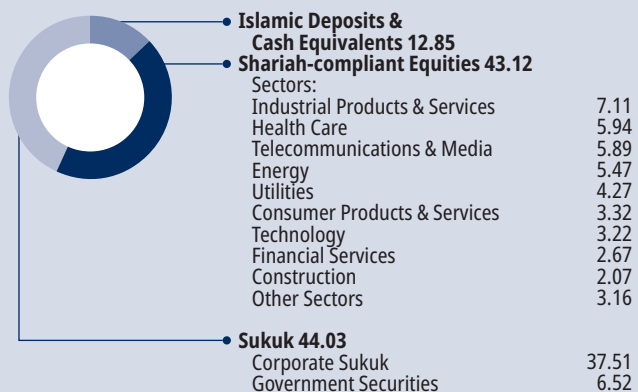 Islamic Deposits &
Cash Equivalents 12.85
Shariah-compliant Equities 43.12
Sectors:
Industrial Products & Services 7.11
Health Care 5.94
Telecommunications & Media 5.89
Energy 5.47
Utilities 4.27
Consumer Products & Services 3.32
Technology 3.22
Financial Services 2.67
Construction 2.07
Other Sectors 3.16
Sukuk 44.03
Corporate Sukuk 37.51
Government Securities 6.52